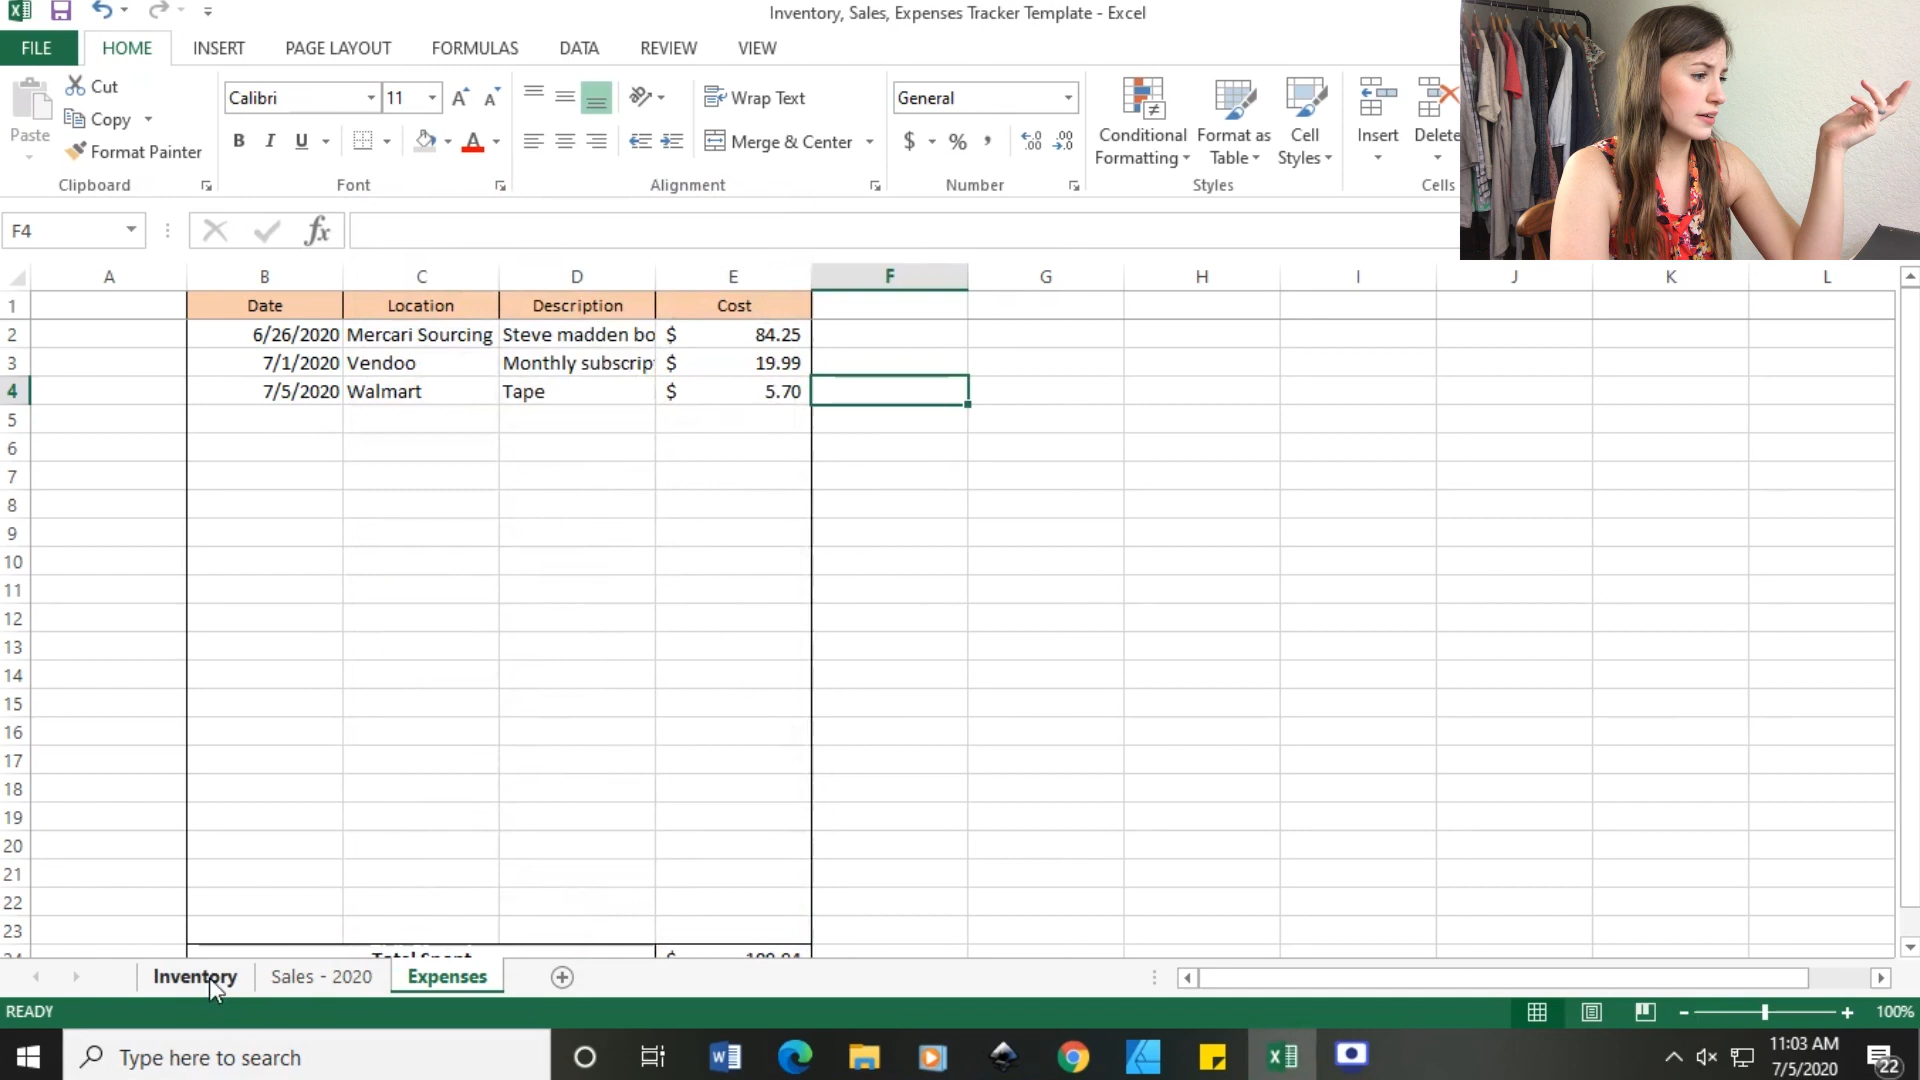 Inventory, Sales, Expenses Tracker Template - Excel
FILE HOME INSERT PAGE LAYOUT FORMULAS DATA REVIEW VIEW
Paste
Cut
Copy
Format Painter
Clipboard
Calibri 11
B I U A
Font
Wrap Text
Merge & Center
Alignment
General
$ %
Number
Conditional Formatting
Format as Table
Cell Styles
Styles
Insert
Delete
Cells
F4
fx
A B C D E F G H I J K L
1 Date Location Description Cost
2 6/26/2020 Mercari Sourcing Steve madden bo $ 84.25
3 7/1/2020 Vendoo Monthly subscrip $ 19.99
4 7/5/2020 Walmart Tape $ 5.70
5
6
7
8
9
10
11
12
13
14
15
16
17
18
19
20
21
22
23
Inventory Sales - 2020 Expenses
READY
100%
Type here to search
11:03 AM
7/5/2020
22